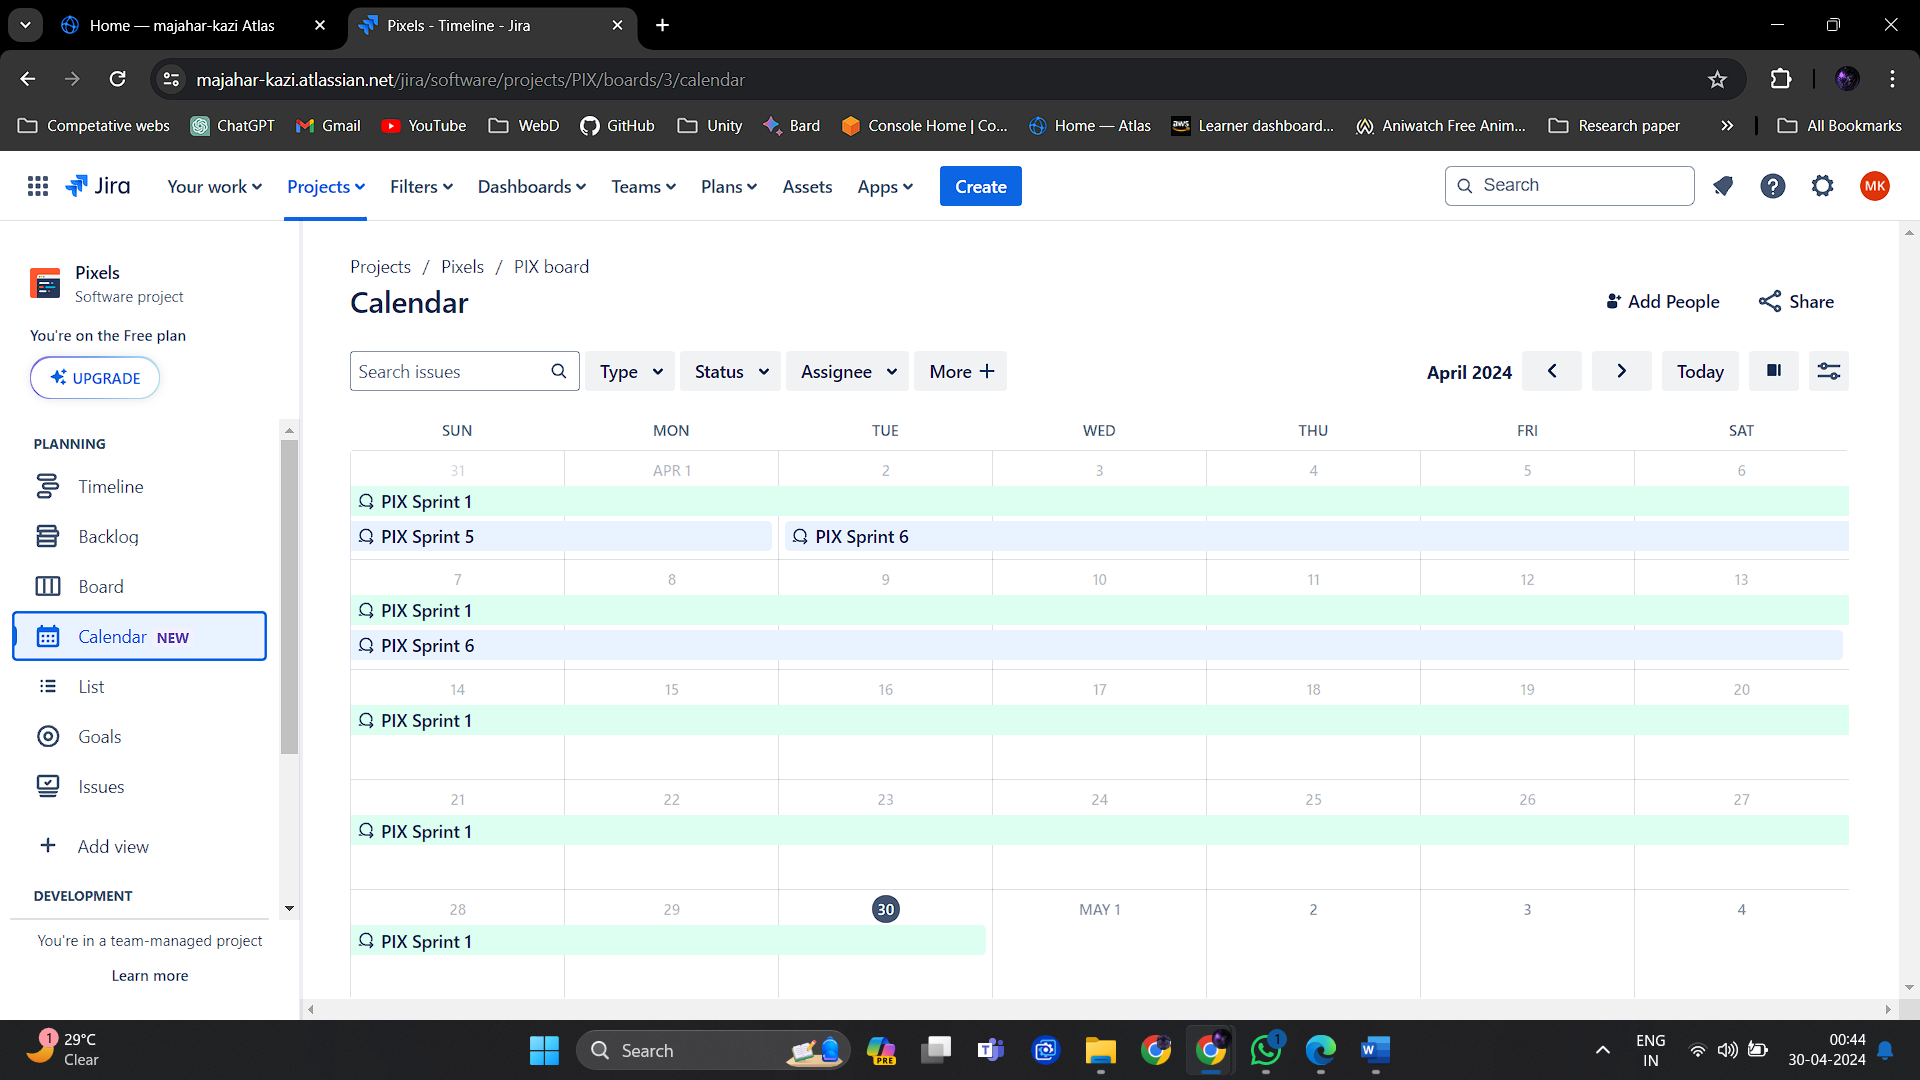 Home — majahar-kazi Atlas
Pixels - Timeline - Jira
majahar-kazi.atlassian.net/jira/software/projects/PIX/boards/3/calendar
Competative webs ChatGPT Gmail YouTube WebD GitHub Unity Bard Console Home | Co... Home — Atlas aws Learner dashboard... Aniwatch Free Anim... Research paper » All Bookmarks
Jira Your work Projects Filters Dashboards Teams Plans Assets Apps Create Search ? MK
Pixels
Software project
You're on the Free plan
UPGRADE
PLANNING
Timeline
Backlog
Board
Calendar NEW
List
Goals
Issues
Add view
DEVELOPMENT
You're in a team-managed project
Learn more
Projects / Pixels / PIX board
Calendar
Add People Share
Search issues Type Status Assignee More April 2024 Today
SUN MON TUE WED THU FRI SAT
31 APR 1 2 3 4 5 6
PIX Sprint 1
PIX Sprint 5 PIX Sprint 6
7 8 9 10 11 12 13
PIX Sprint 1
PIX Sprint 6
14 15 16 17 18 19 20
PIX Sprint 1
21 22 23 24 25 26 27
PIX Sprint 1
28 29 30 MAY 1 2 3 4
PIX Sprint 1
1 29°C
Clear
Search
PRE
1
ENG
IN
00:44
30-04-2024